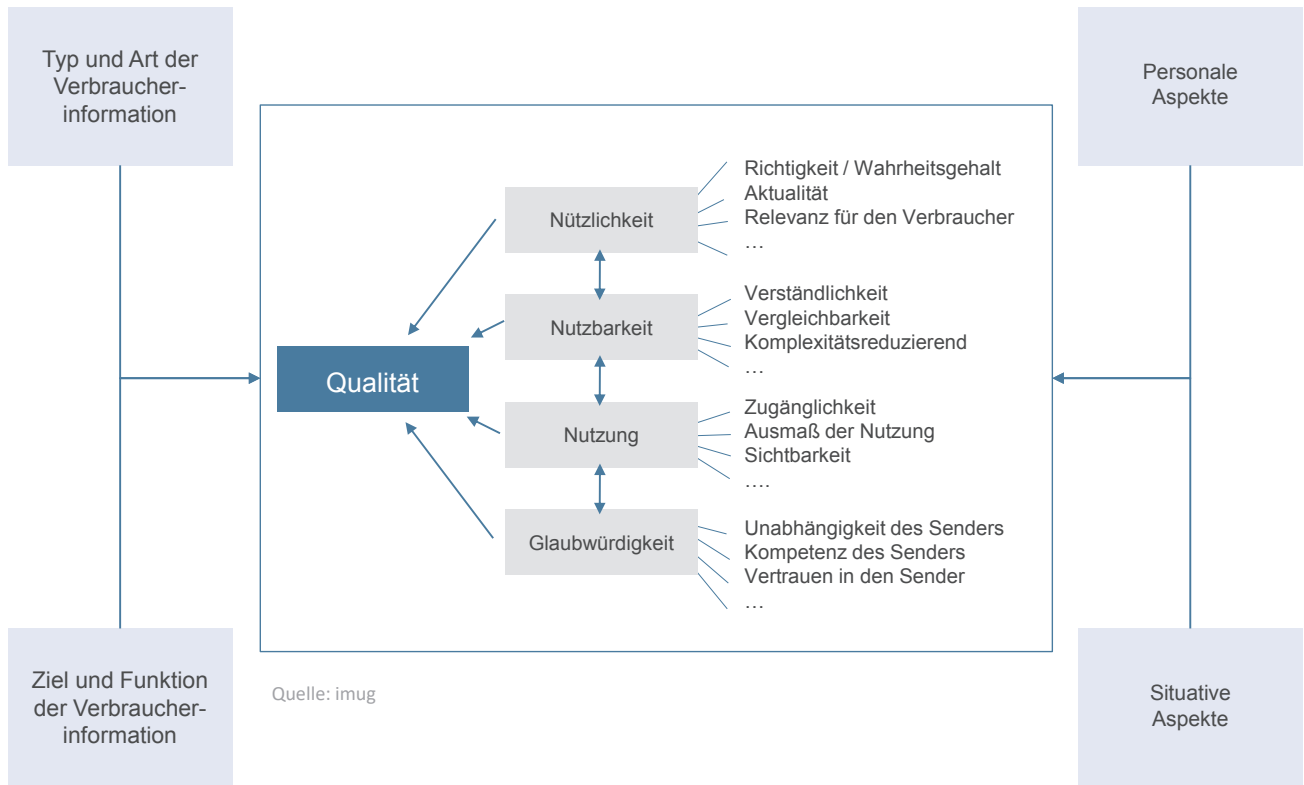 Typ und Art der
Verbraucher-
information
Personale
Aspekte
Nützlichkeit
Richtigkeit / Wahrheitsgehalt
Aktualität
Relevanz für den Verbraucher
…
Nutzbarkeit
Verständlichkeit
Vergleichbarkeit
Komplexitätsreduzierend
…
Qualität
Nutzung
Zugänglichkeit
Ausmaß der Nutzung
Sichtbarkeit
….
Glaubwürdigkeit
Unabhängigkeit des Senders
Kompetenz des Senders
Vertrauen in den Sender
…
Ziel und Funktion
der Verbraucher-
information
Quelle: imug
Situative
Aspekte